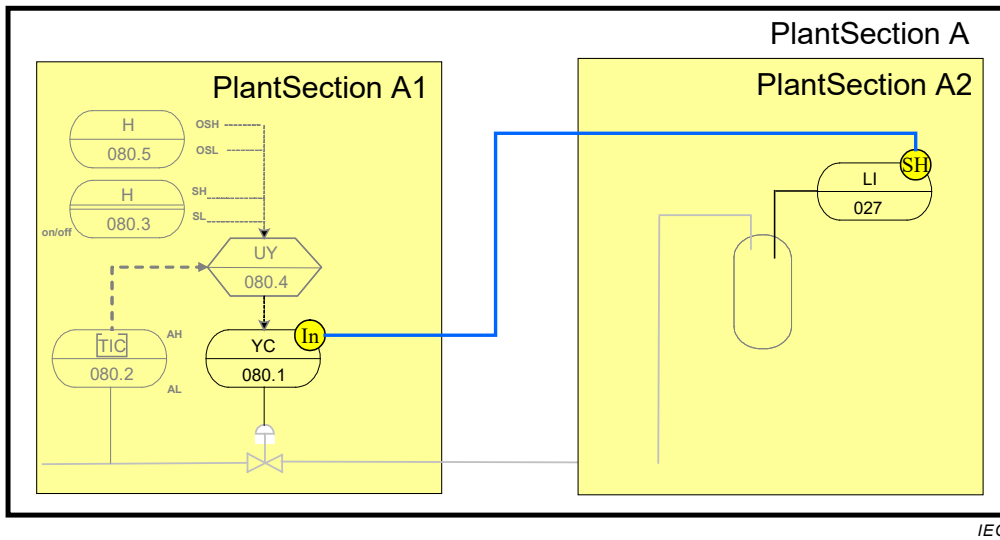 PlantSection A
PlantSection A1
PlantSection A2
H
080.5
OSH
OSL
H
080.3
SH
SL
on/off
UY
080.4
TIC
080.2
AH
AL
YC
080.1
In
SH
LI
027
IEC